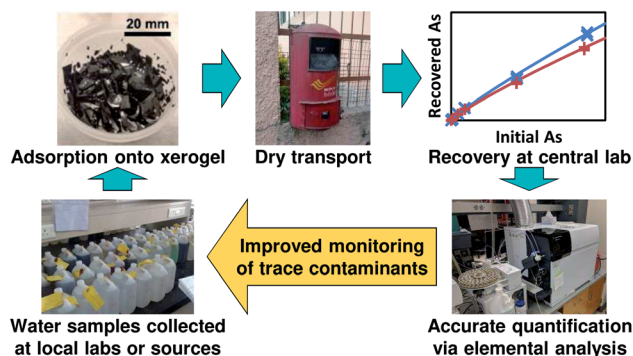 20 mm
Adsorption onto xerogel
Dry transport
Recovered As
Initial As
Recovery at central lab
Water samples collected
at local labs or sources
Improved monitoring
of trace contaminants
Accurate quantification
via elemental analysis